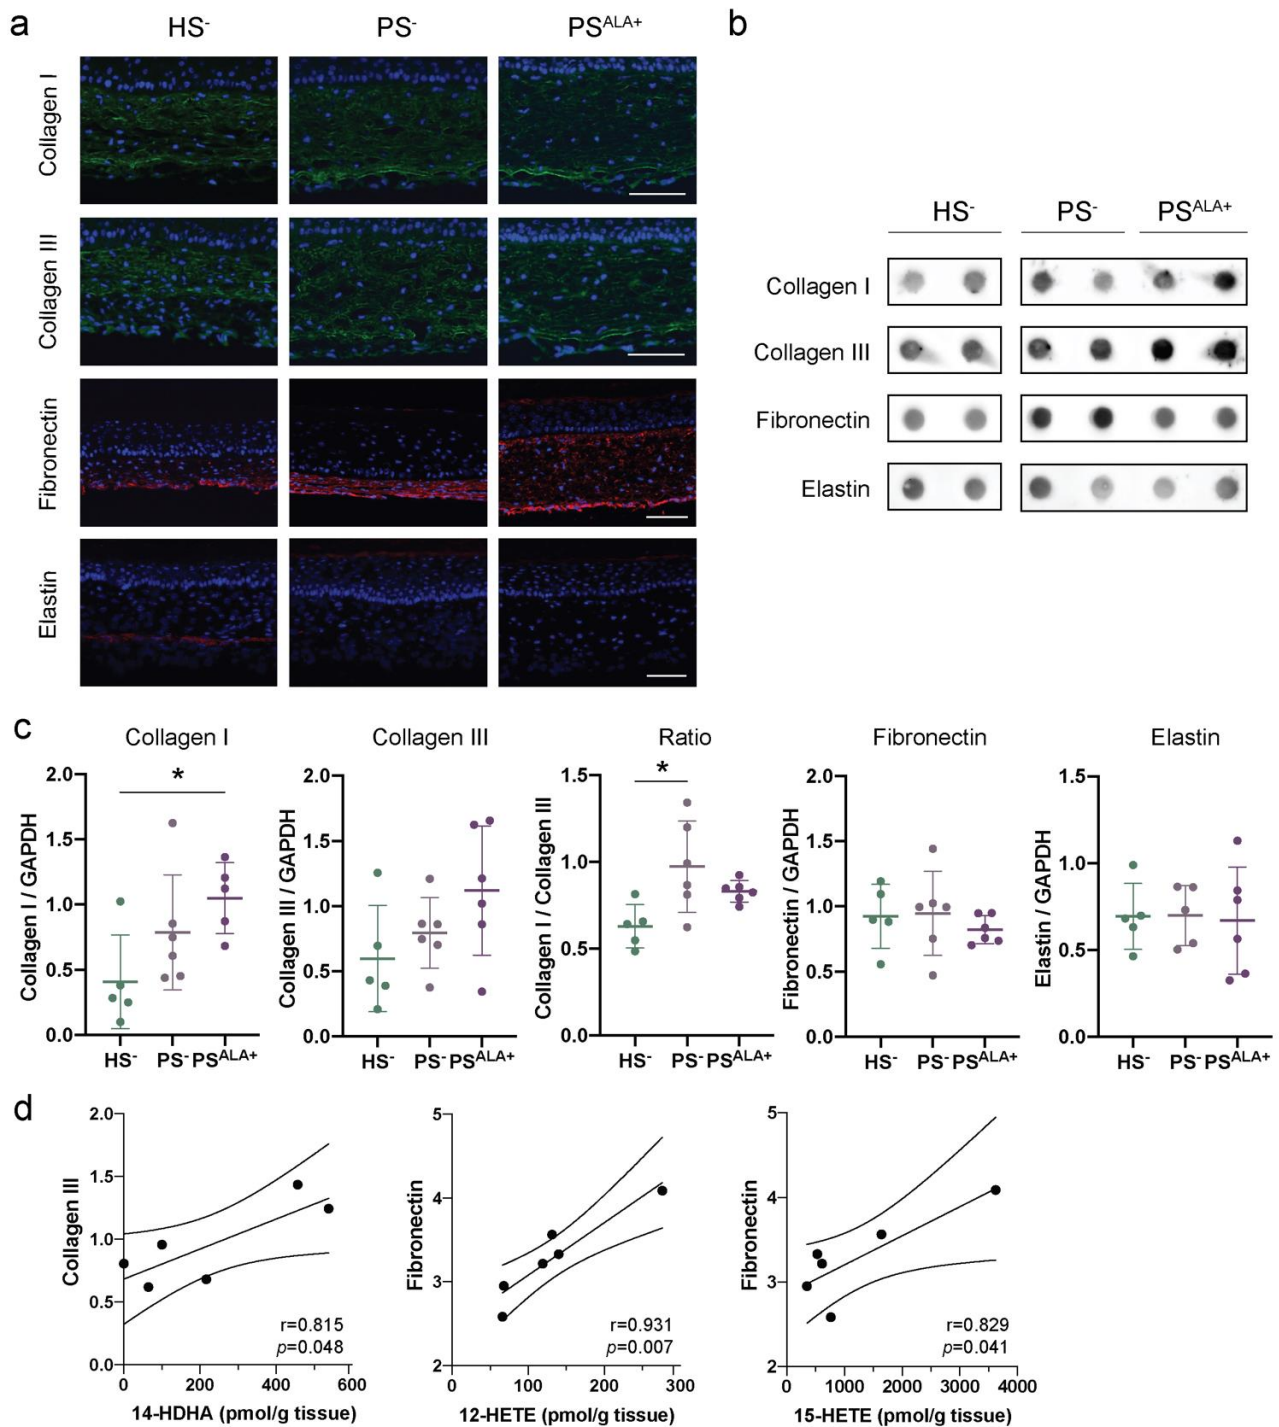 a
HS⁻ PS⁻ PSᴬᴸᴬ⁺
Collagen I
Collagen III
Fibronectin
Elastin
b
HS⁻ PS⁻ PSᴬᴸᴬ⁺
Collagen I
Collagen III
Fibronectin
Elastin
c
Collagen I
Collagen I / GAPDH
2.0
1.5
1.0
0.5
0.0
*
HS⁻ PS⁻ PSᴬᴸᴬ⁺
Collagen III
Collagen III / GAPDH
2.0
1.5
1.0
0.5
0.0
HS⁻ PS⁻ PSᴬᴸᴬ⁺
Ratio
Collagen I / Collagen III
1.5
1.0
0.5
0.0
*
HS⁻ PS⁻ PSᴬᴸᴬ⁺
Fibronectin
Fibronectin / GAPDH
2.0
1.5
1.0
0.5
0.0
HS⁻ PS⁻ PSᴬᴸᴬ⁺
Elastin
Elastin / GAPDH
1.5
1.0
0.5
0.0
HS⁻ PS⁻ PSᴬᴸᴬ⁺
d
Collagen III
2.0
1.5
1.0
0.5
0.0
r=0.815
p=0.048
0 200 400 600
14-HDHA (pmol/g tissue)
Fibronectin
5
4
3
2
r=0.931
p=0.007
0 100 200 300
12-HETE (pmol/g tissue)
Fibronectin
5
4
3
2
r=0.829
p=0.041
0 1000 2000 3000 4000
15-HETE (pmol/g tissue)